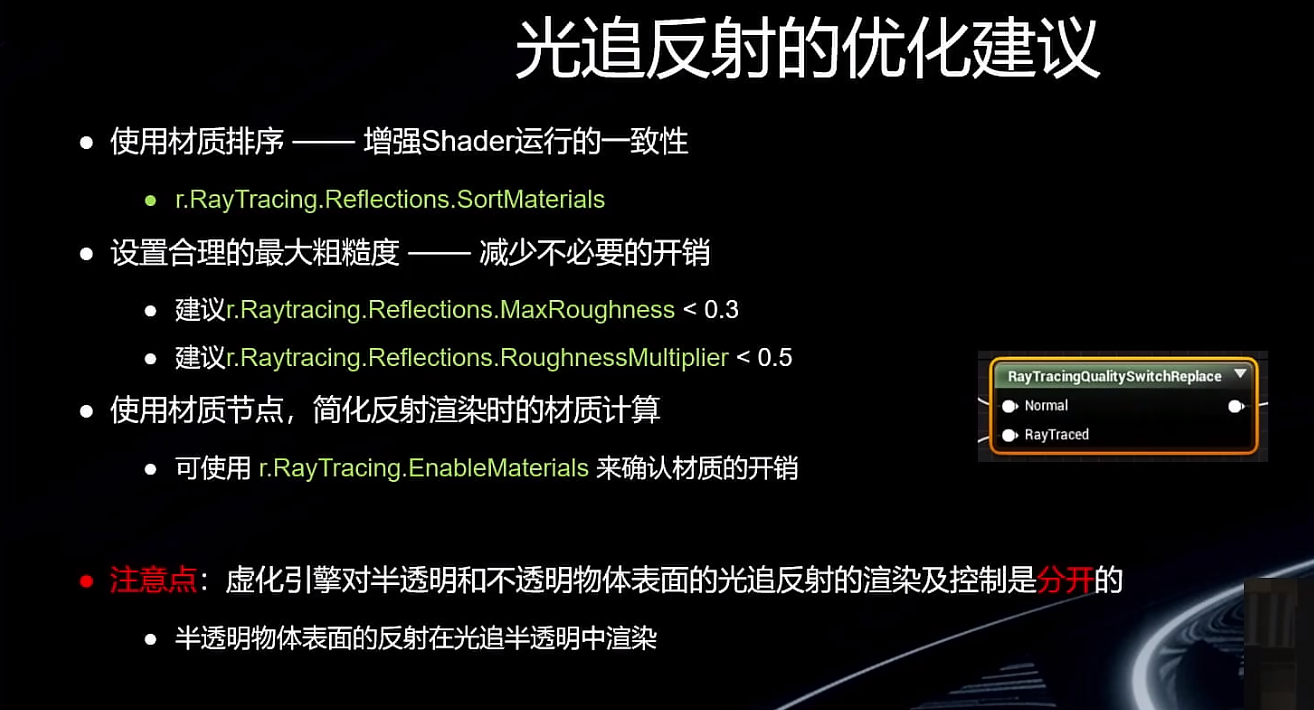 光追反射的优化建议
● 使用材质排序 —— 增强Shader运行的一致性
● r.RayTracing.Reflections.SortMaterials
● 设置合理的最大粗糙度 —— 减少不必要的开销
● 建议r.Raytracing.Reflections.MaxRoughness < 0.3
● 建议r.Raytracing.Reflections.RoughnessMultiplier < 0.5
● 使用材质节点，简化反射渲染时的材质计算
● 可使用 r.RayTracing.EnableMaterials 来确认材质的开销
RayTracingQualitySwitchReplace
Normal
RayTraced
● 注意点：虚化引擎对半透明和不透明物体表面的光追反射的渲染及控制是分开的
● 半透明物体表面的反射在光追半透明中渲染